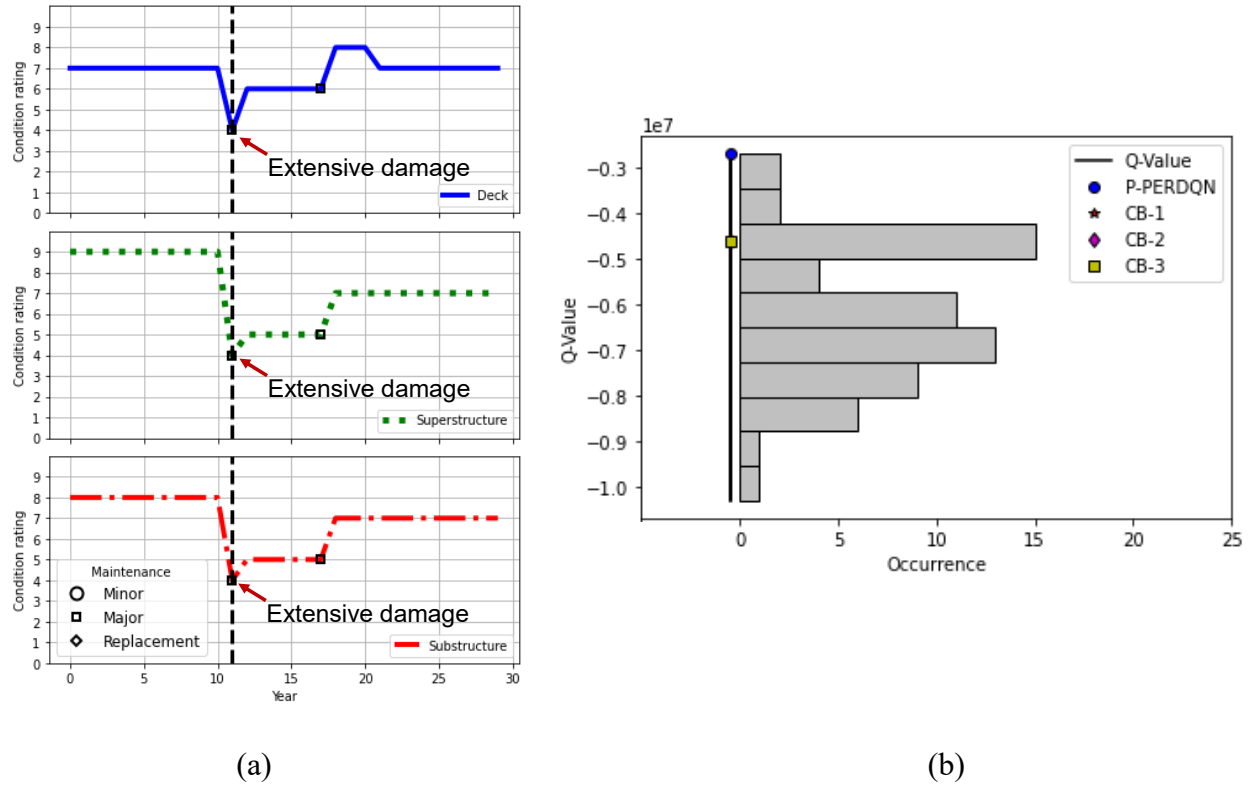 9
8
7
6
5
4
3
2
1
0
Condition rating
Extensive damage
Deck
9
8
7
6
5
4
3
2
1
0
Condition rating
Extensive damage
Superstructure
9
8
7
6
5
4
3
2
1
0
Condition rating
Extensive damage
Maintenance
Minor
Major
Replacement
Substructure
0 5 10 15 20 25 30
Year
(a)
1e7
−0.3
−0.4
−0.5
−0.6
−0.7
−0.8
−0.9
−1.0
Q-Value
Q-Value
P-PERDQN
CB-1
CB-2
CB-3
0 5 10 15 20 25
Occurrence
(b)